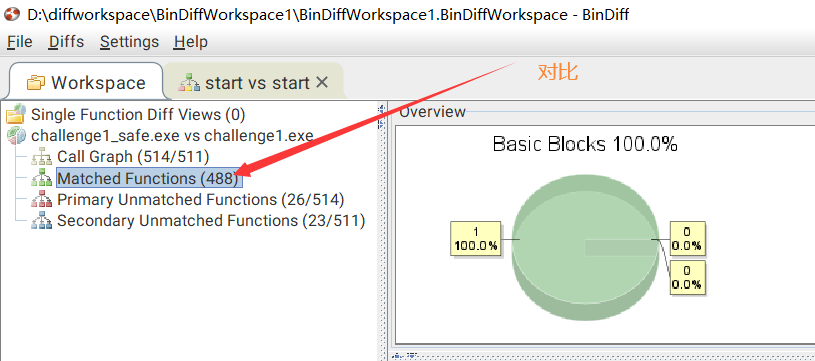 D:\diffworkspace\BinDiffWorkspace1\BinDiffWorkspace1.BinDiffWorkspace - BinDiff
File Diffs Settings Help
Workspace
start vs start
对比
Single Function Diff Views (0)
challenge1_safe.exe vs challenge1.exe
Call Graph (514/511)
Matched Functions (488)
Primary Unmatched Functions (26/514)
Secondary Unmatched Functions (23/511)
Overview
Basic Blocks 100.0%
1
100.0%
0
0.0%
0
0.0%